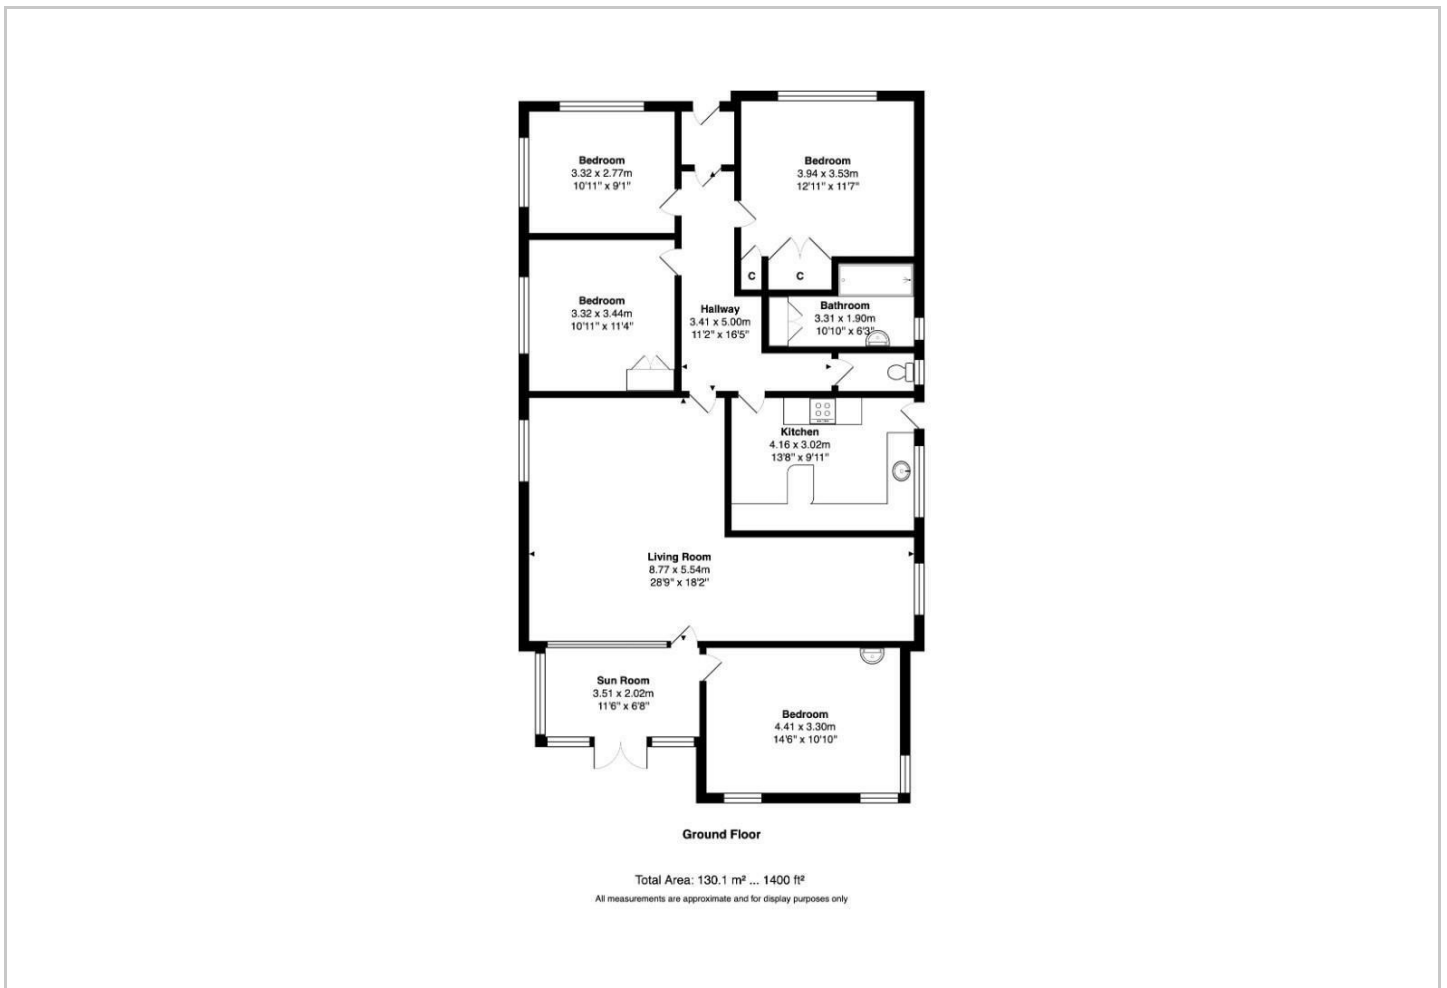 Bedroom
3.32 x 2.77m
10'11" x 9'1"
Bedroom
3.94 x 3.53m
12'11" x 11'7"
C
C
Bedroom
3.32 x 3.44m
10'11" x 11'4"
Hallway
3.41 x 5.00m
11'2" x 16'5"
Bathroom
3.31 x 1.90m
10'10" x 6'3"
Kitchen
4.16 x 3.02m
13'8" x 9'11"
Living Room
8.77 x 5.54m
28'9" x 18'2"
Sun Room
3.51 x 2.02m
11'6" x 6'8"
Bedroom
4.41 x 3.30m
14'6" x 10'10"
Ground Floor
Total Area: 130.1 m² ... 1400 ft²
All measurements are approximate and for display purposes only